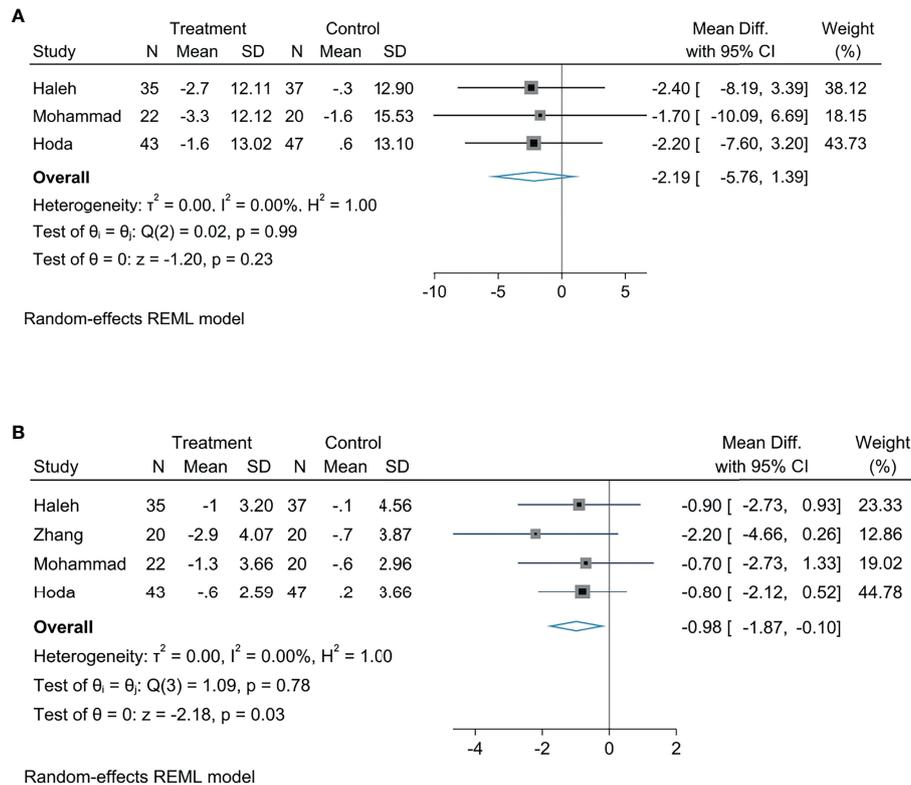 A
Treatment Control Mean Diff. Weight
Study N Mean SD N Mean SD with 95% CI (%)
Haleh 35 -2.7 12.11 37 -.3 12.90 -2.40 [ -8.19, 3.39] 38.12
Mohammad 22 -3.3 12.12 20 -1.6 15.53 -1.70 [ -10.09, 6.69] 18.15
Hoda 43 -1.6 13.02 47 .6 13.10 -2.20 [ -7.60, 3.20] 43.73
Overall -2.19 [ -5.76, 1.39]
Heterogeneity: τ² = 0.00, I² = 0.00%, H² = 1.00
Test of θᵢ = θⱼ: Q(2) = 0.02, p = 0.99
Test of θ = 0: z = -1.20, p = 0.23
-10 -5 0 5
Random-effects REML model
B
Treatment Control Mean Diff. Weight
Study N Mean SD N Mean SD with 95% CI (%)
Haleh 35 -1 3.20 37 -.1 4.56 -0.90 [ -2.73, 0.93] 23.33
Zhang 20 -2.9 4.07 20 -.7 3.87 -2.20 [ -4.66, 0.26] 12.86
Mohammad 22 -1.3 3.66 20 -.6 2.96 -0.70 [ -2.73, 1.33] 19.02
Hoda 43 -.6 2.59 47 .2 3.66 -0.80 [ -2.12, 0.52] 44.78
Overall -0.98 [ -1.87, -0.10]
Heterogeneity: τ² = 0.00, I² = 0.00%, H² = 1.00
Test of θᵢ = θⱼ: Q(3) = 1.09, p = 0.78
Test of θ = 0: z = -2.18, p = 0.03
-4 -2 0 2
Random-effects REML model